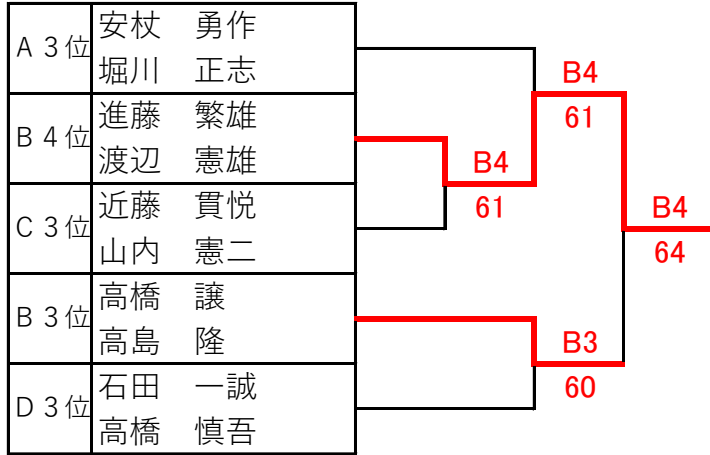 A３位
安杖　勇作
堀川　正志
B４位
進藤　繁雄
渡辺　憲雄
C３位
近藤　貫悦
山内　憲二
B３位
高橋　譲
高島　隆
D３位
石田　一誠
高橋　慎吾
B4
61
B4
61
B4
64
B3
60